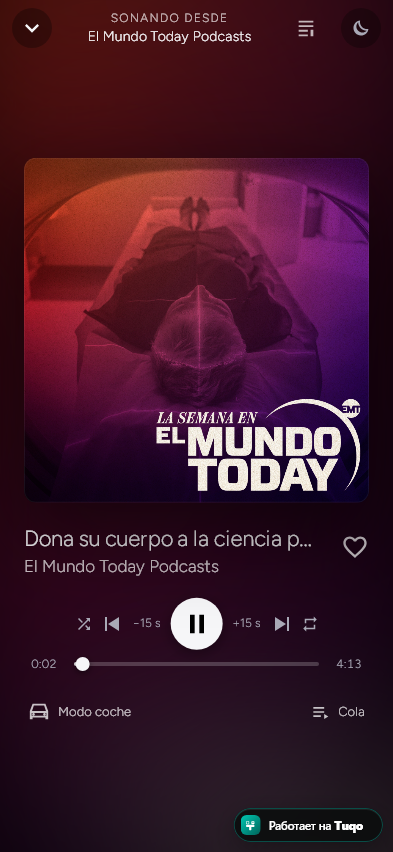 SONANDO DESDE
El Mundo Today Podcasts
LA SEMANA EN
EL MUNDO
TODAY
EMT
Dona su cuerpo a la ciencia p...
El Mundo Today Podcasts
−15 s
+15 s
0:02
4:13
Modo coche
Cola
Работает на Tuqo